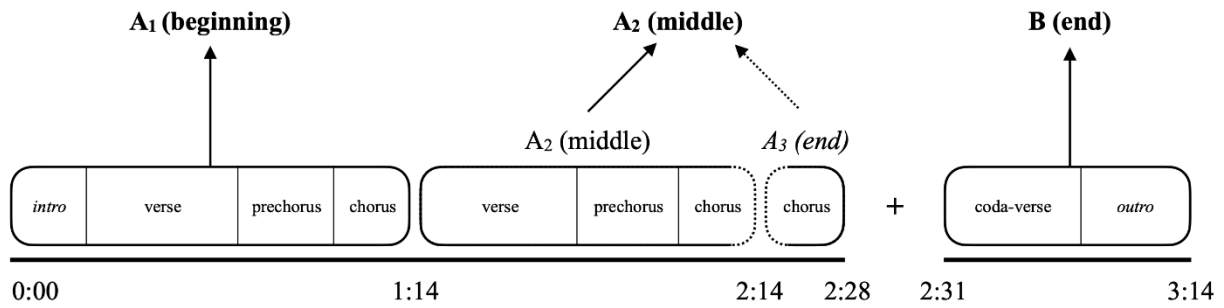 A₁ (beginning) A₂ (middle) B (end)
A₂ (middle) A₃ (end)
intro verse prechorus chorus verse prechorus chorus chorus + coda-verse outro
0:00 1:14 2:14 2:28 2:31 3:14